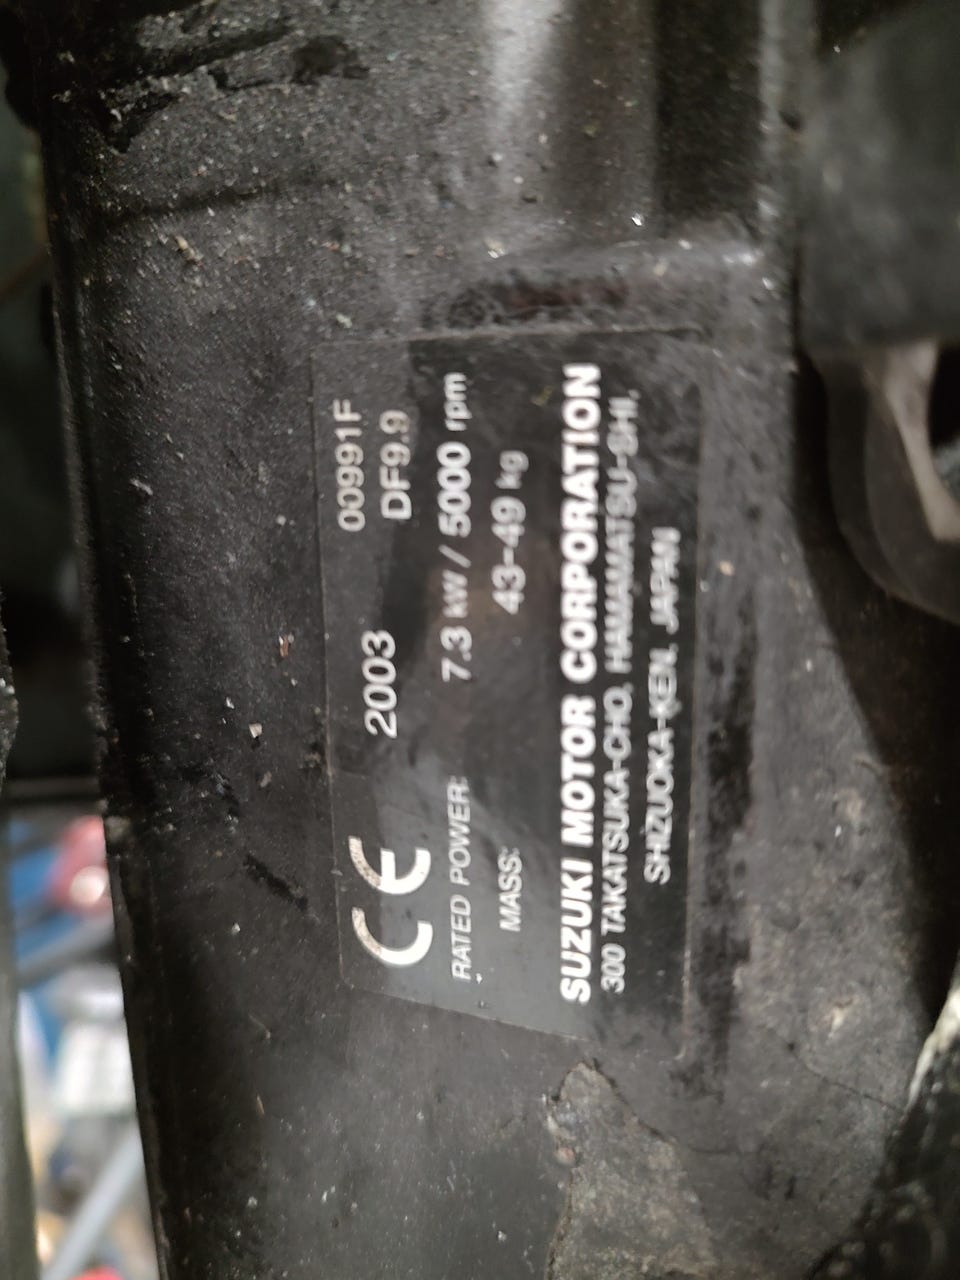 00991F
CE 2003 DF9.9
RATED POWER: 7.3 kW / 5000 rpm
MASS: 43-49 kg
SUZUKI MOTOR CORPORATION
300 TAKATSUKA-CHO, HAMAMATSU-SHI,
SHIZUOKA-KEN, JAPAN